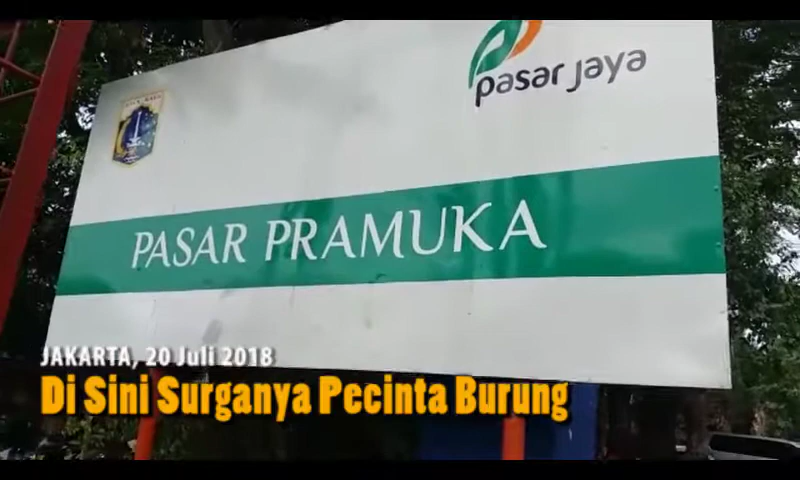 pasar jaya
PASAR PRAMUKA
JAKARTA, 20 Juli 2018
Di Sini Surganya Pecinta Burung